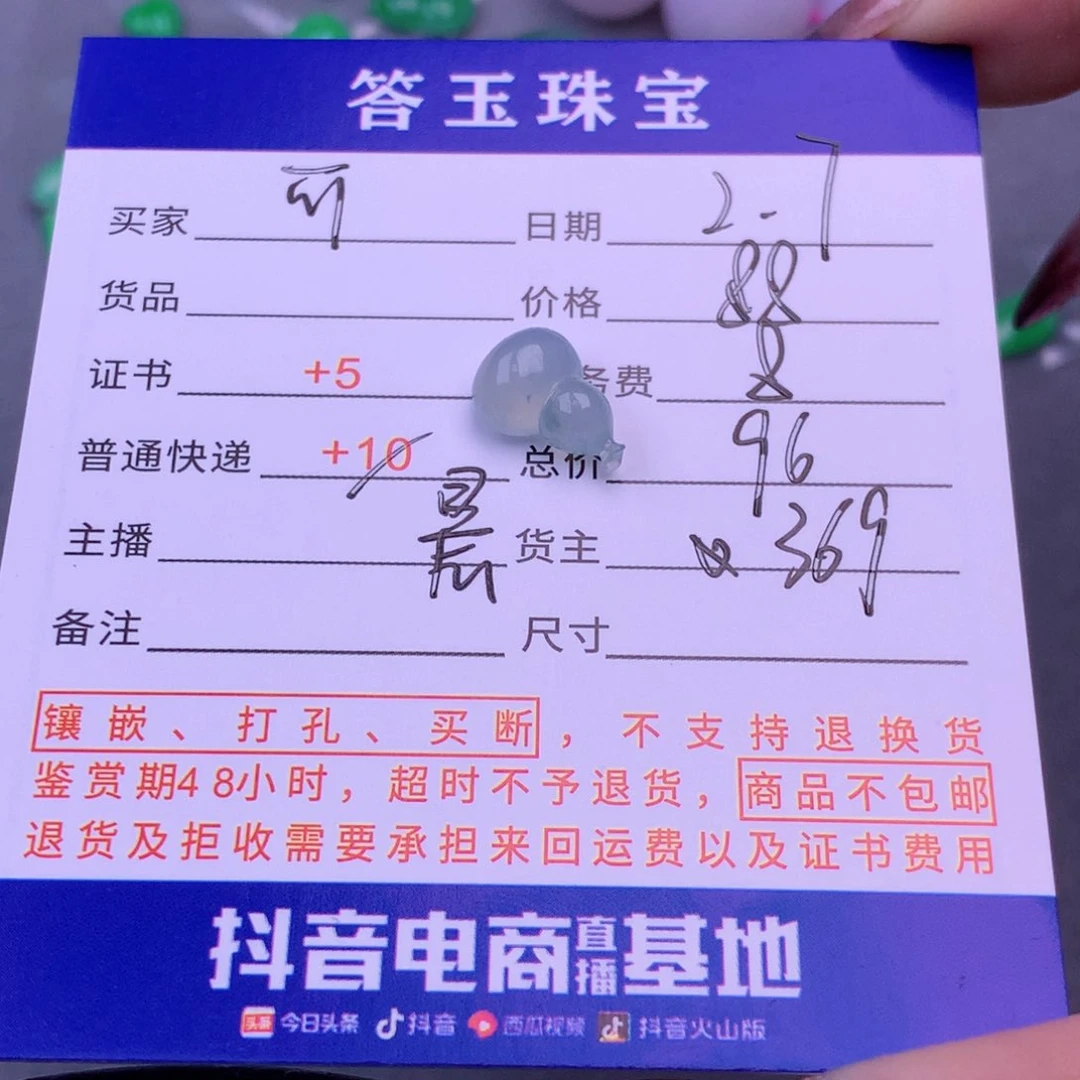 答玉珠宝
买家 日期 2-7
货品 价格 88
证书 +5 务费 8
普通快递 +10 总价 96
主播 晨 货主 369
备注 尺寸
镶嵌、打孔、买断，不支持退换货
鉴赏期48小时，超时不予退货，商品不包邮
退货及拒收需要承担来回运费以及证书费用
抖音电商直播基地
头条 今日头条 抖音 西瓜视频 抖音火山版